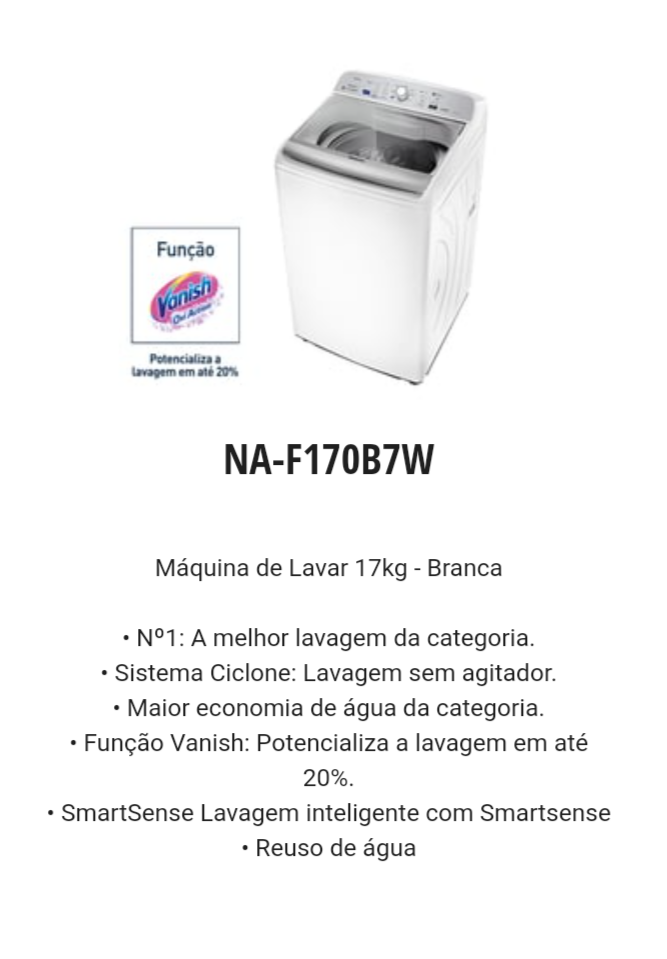 Função
Vanish
Oxi Action
Potencializa a
lavagem em até 20%
NA-F170B7W
Máquina de Lavar 17kg - Branca
• Nº1: A melhor lavagem da categoria.
• Sistema Ciclone: Lavagem sem agitador.
• Maior economia de água da categoria.
• Função Vanish: Potencializa a lavagem em até
20%.
• SmartSense Lavagem inteligente com Smartsense
• Reuso de água